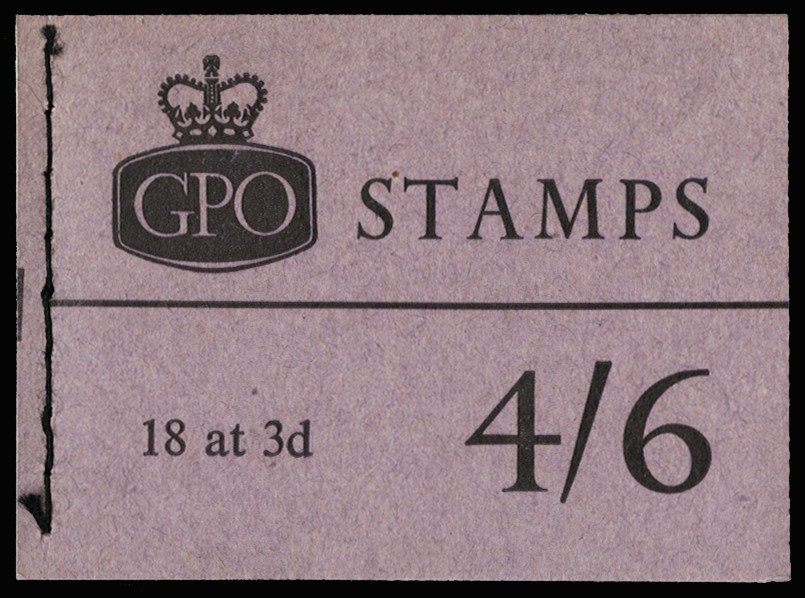 GPO STAMPS
18 at 3d 4/6